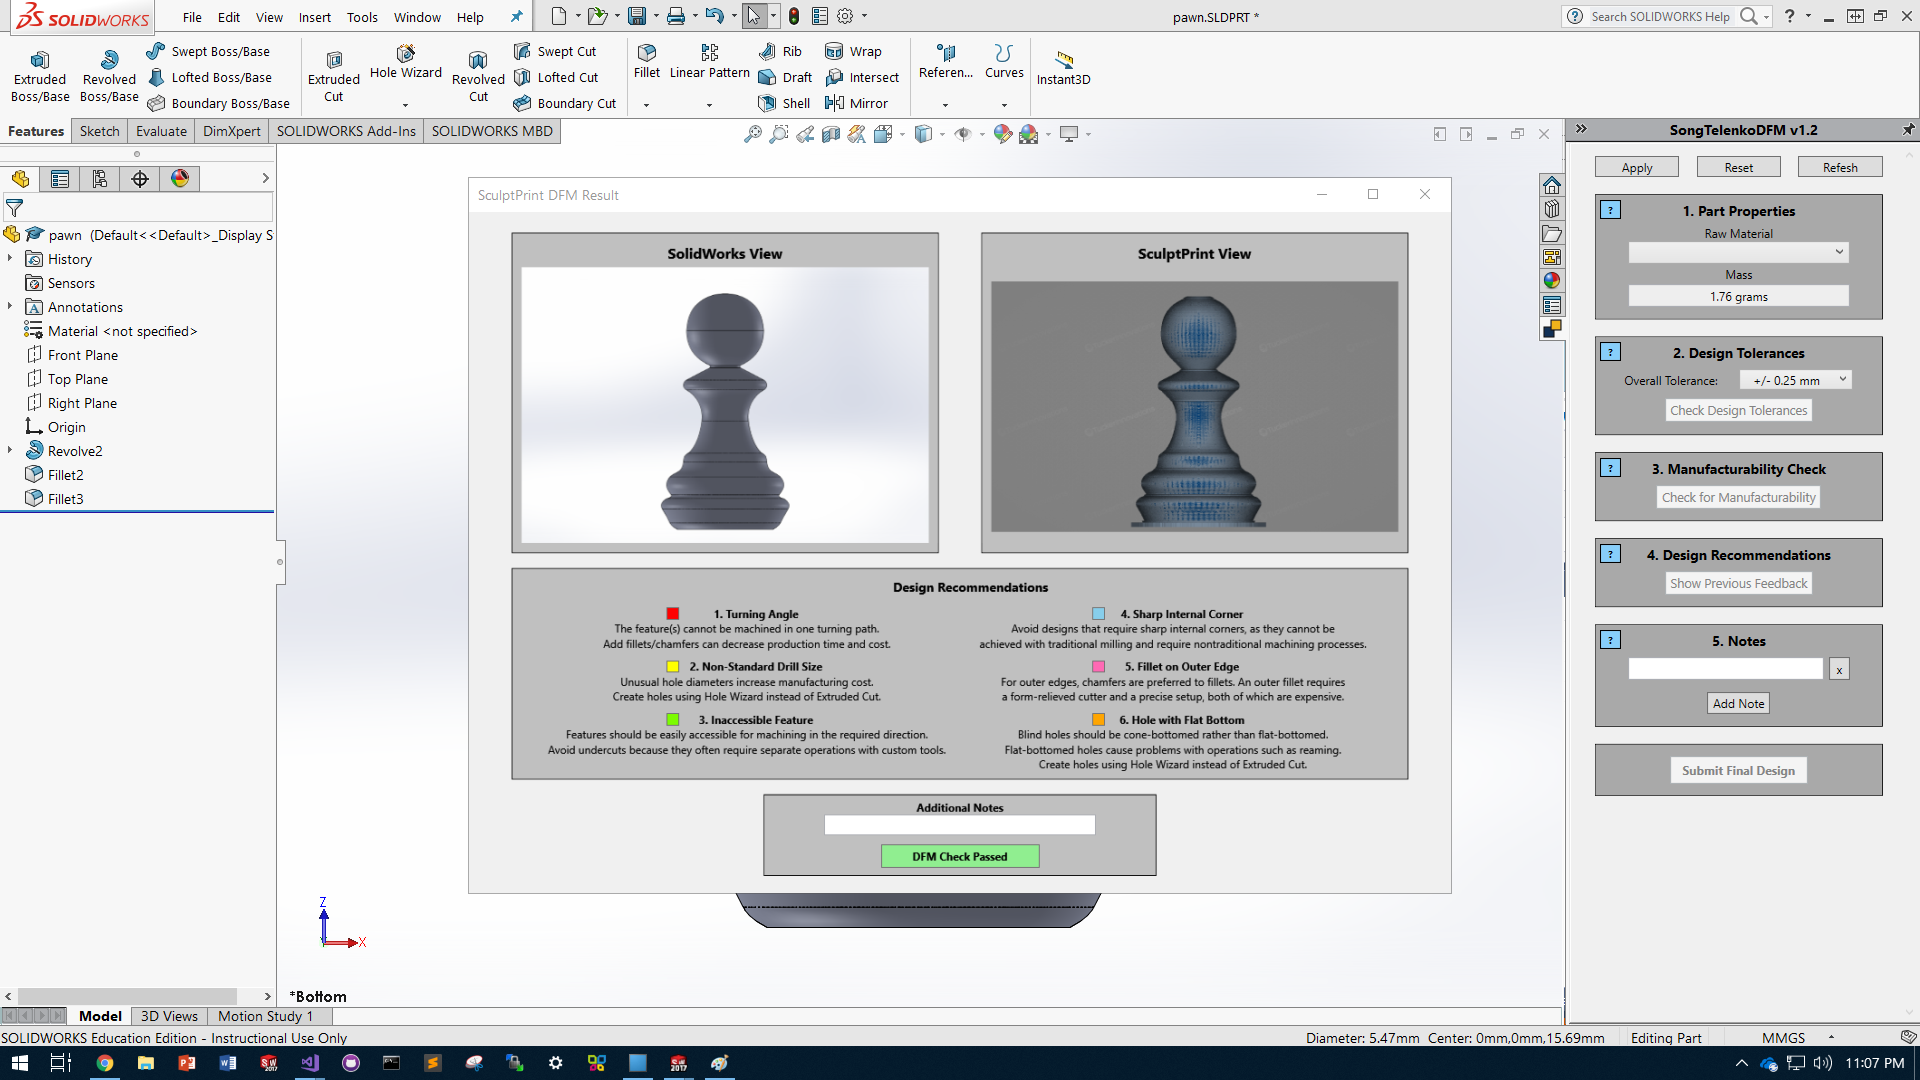 SOLIDWORKS
File Edit View Insert Tools Window Help
pawn.SLDPRT *
Search SOLIDWORKS Help
Extruded Boss/Base
Revolved Boss/Base
Swept Boss/Base
Lofted Boss/Base
Boundary Boss/Base
Extruded Cut
Hole Wizard
Revolved Cut
Swept Cut
Lofted Cut
Boundary Cut
Fillet
Linear Pattern
Rib
Draft
Shell
Wrap
Intersect
Mirror
Referen...
Curves
Instant3D
Features Sketch Evaluate DimXpert SOLIDWORKS Add-Ins SOLIDWORKS MBD
pawn (Default<<Default>_Display S
History
Sensors
Annotations
Material <not specified>
Front Plane
Top Plane
Right Plane
Origin
Revolve2
Fillet2
Fillet3
SculptPrint DFM Result
SolidWorks View
SculptPrint View
Design Recommendations
1. Turning Angle
The feature(s) cannot be machined in one turning path.
Add fillets/chamfers can decrease production time and cost.
2. Non-Standard Drill Size
Unusual hole diameters increase manufacturing cost.
Create holes using Hole Wizard instead of Extruded Cut.
3. Inaccessible Feature
Features should be easily accessible for machining in the required direction.
Avoid undercuts because they often require separate operations with custom tools.
4. Sharp Internal Corner
Avoid designs that require sharp internal corners, as they cannot be
achieved with traditional milling and require nontraditional machining processes.
5. Fillet on Outer Edge
For outer edges, chamfers are preferred to fillets. An outer fillet requires
a form-relieved cutter and a precise setup, both of which are expensive.
6. Hole with Flat Bottom
Blind holes should be cone-bottomed rather than flat-bottomed.
Flat-bottomed holes cause problems with operations such as reaming.
Create holes using Hole Wizard instead of Extruded Cut.
Additional Notes
DFM Check Passed
SongTelenkoDFM v1.2
Apply Reset Refesh
? 1. Part Properties
Raw Material
Mass
1.76 grams
? 2. Design Tolerances
Overall Tolerance: +/- 0.25 mm
Check Design Tolerances
? 3. Manufacturability Check
Check for Manufacturability
? 4. Design Recommendations
Show Previous Feedback
? 5. Notes
x
Add Note
Submit Final Design
Z
X
*Bottom
Model 3D Views Motion Study 1
SOLIDWORKS Education Edition - Instructional Use Only
Diameter: 5.47mm Center: 0mm,0mm,15.69mm Editing Part MMGS
11:07 PM